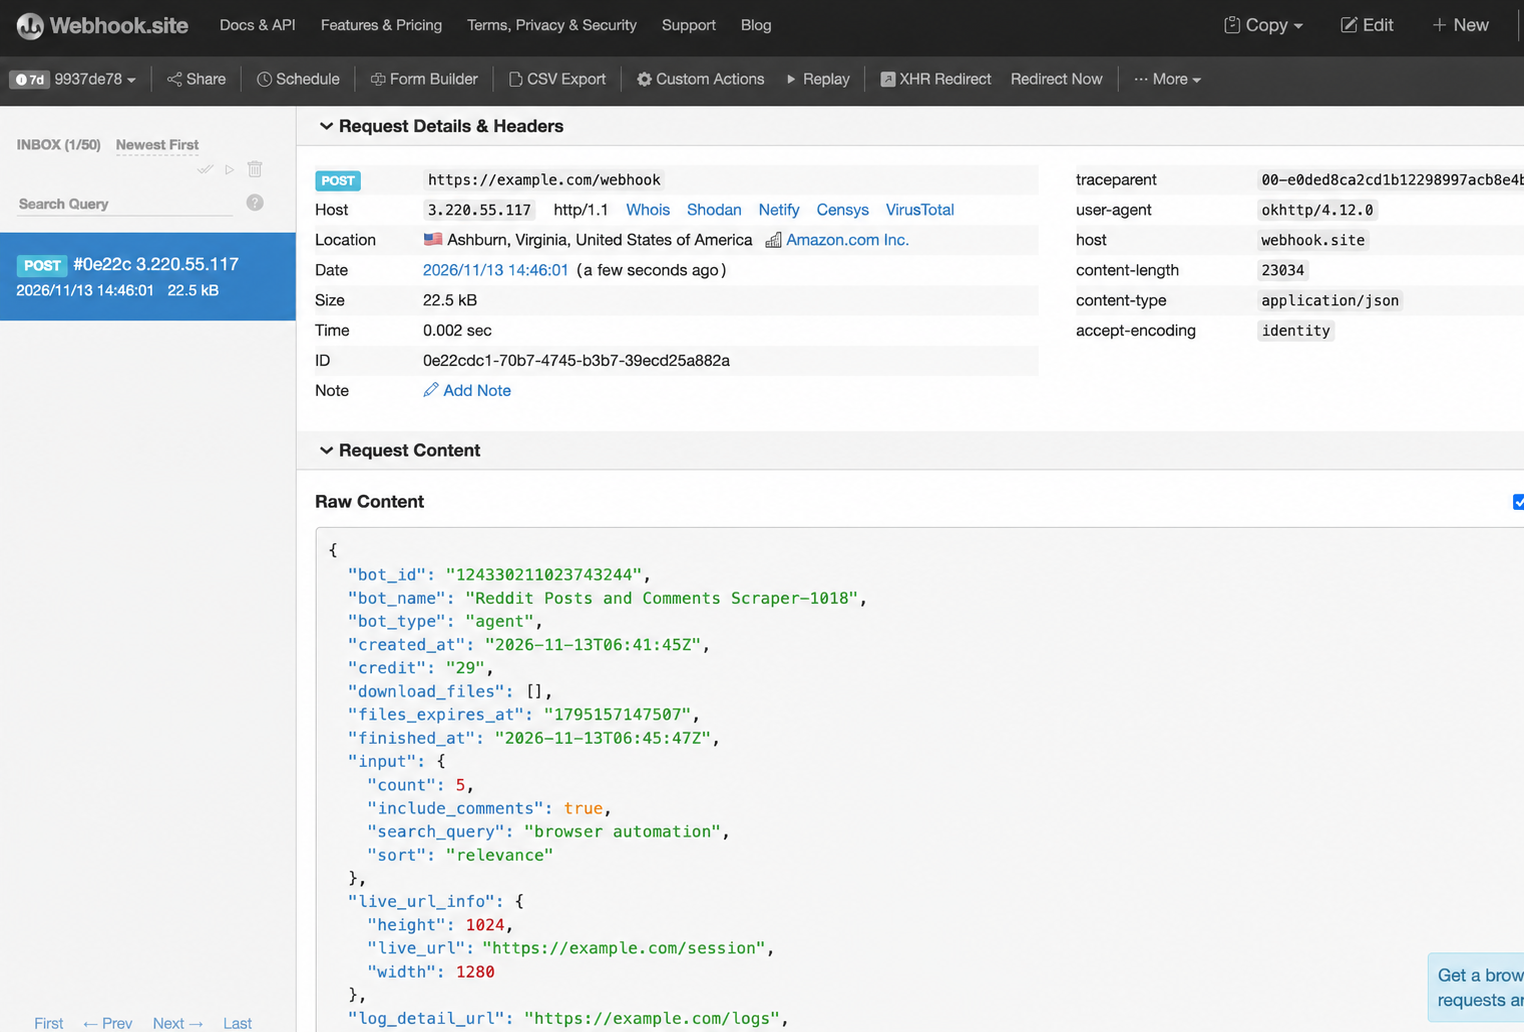 Webhook.site Docs & API Features & Pricing Terms, Privacy & Security Support Blog Copy Edit + New
7d 9937de78 Share Schedule Form Builder CSV Export Custom Actions Replay XHR Redirect Redirect Now ··· More
INBOX (1/50) Newest First
Search Query ?
POST #0e22c 3.220.55.117
2026/11/13 14:46:01 22.5 kB
First ← Prev Next → Last
Request Details & Headers
POST https://example.com/webhook
Host 3.220.55.117 http/1.1 Whois Shodan Netify Censys VirusTotal
Location Ashburn, Virginia, United States of America Amazon.com Inc.
Date 2026/11/13 14:46:01 (a few seconds ago)
Size 22.5 kB
Time 0.002 sec
ID 0e22cdc1-70b7-4745-b3b7-39ecd25a882a
Note Add Note
traceparent 00-e0ded8ca2cd1b12298997acb8e4b
user-agent okhttp/4.12.0
host webhook.site
content-length 23034
content-type application/json
accept-encoding identity
Request Content
Raw Content
{
"bot_id": "124330211023743244",
"bot_name": "Reddit Posts and Comments Scraper-1018",
"bot_type": "agent",
"created_at": "2026-11-13T06:41:45Z",
"credit": "29",
"download_files": [],
"files_expires_at": "1795157147507",
"finished_at": "2026-11-13T06:45:47Z",
"input": {
"count": 5,
"include_comments": true,
"search_query": "browser automation",
"sort": "relevance"
},
"live_url_info": {
"height": 1024,
"live_url": "https://example.com/session",
"width": 1280
},
"log_detail_url": "https://example.com/logs",
Get a brow
requests ar